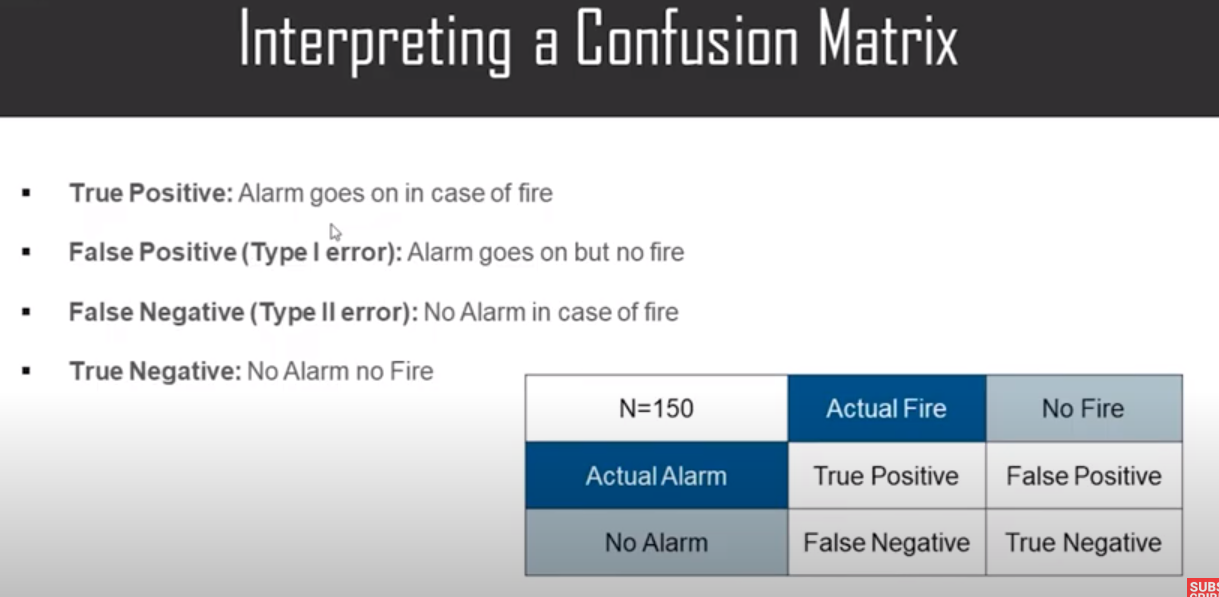 Interpreting a Confusion Matrix
▪ True Positive: Alarm goes on in case of fire
▪ False Positive (Type I error): Alarm goes on but no fire
▪ False Negative (Type II error): No Alarm in case of fire
▪ True Negative: No Alarm no Fire
N=150 Actual Fire No Fire
Actual Alarm True Positive False Positive
No Alarm False Negative True Negative
SUBS